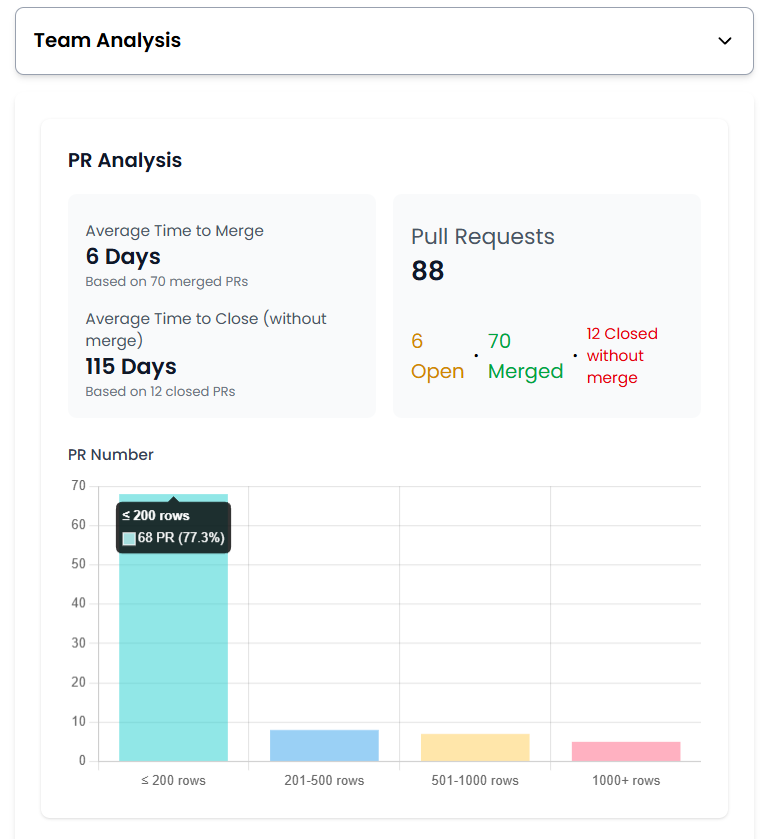 Team Analysis
PR Analysis
Average Time to Merge
6 Days
Based on 70 merged PRs
Average Time to Close (without
merge)
115 Days
Based on 12 closed PRs
Pull Requests
88
6
Open
·
70
Merged
·
12 Closed
without
merge
PR Number
70
60
50
40
30
20
10
0
≤ 200 rows
68 PR (77.3%)
≤ 200 rows
201-500 rows
501-1000 rows
1000+ rows